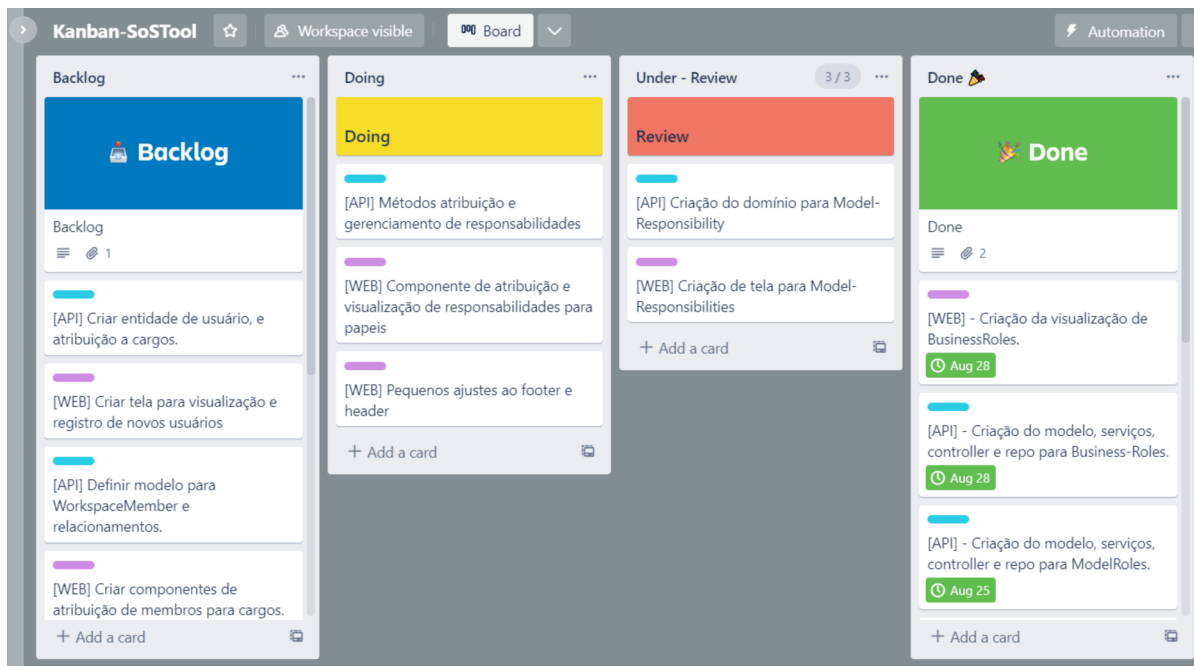 Kanban-SoSTool
Workspace visible
Board
Automation
Backlog
Backlog
Backlog
1
[API] Criar entidade de usuário, e
atribuição a cargos.
[WEB] Criar tela para visualização e
registro de novos usuários
[API] Definir modelo para
WorkspaceMember e
relacionamentos.
[WEB] Criar componentes de
atribuição de membros para cargos.
+ Add a card
Doing
Doing
[API] Métodos atribuição e
gerenciamento de responsabilidades
[WEB] Componente de atribuição e
visualização de responsabilidades para
papeis
[WEB] Pequenos ajustes ao footer e
header
+ Add a card
Under - Review
3 / 3
Review
[API] Criação do domínio para Model-
Responsibility
[WEB] Criação de tela para Model-
Responsibilities
+ Add a card
Done
Done
Done
2
[WEB] - Criação da visualização de
BusinessRoles.
Aug 28
[API] - Criação do modelo, serviços,
controller e repo para Business-Roles.
Aug 28
[API] - Criação do modelo, serviços,
controller e repo para ModelRoles.
Aug 25
+ Add a card